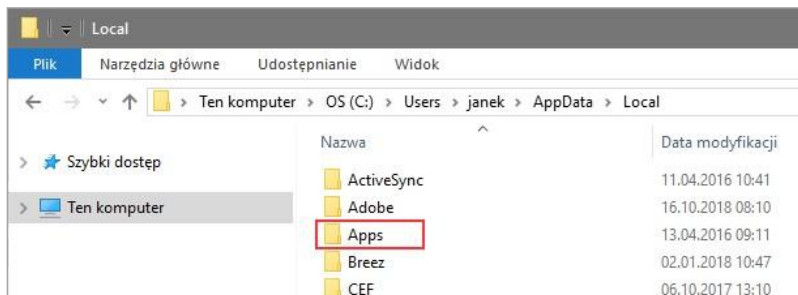 Local
Plik Narzędzia główne Udostępnianie Widok
Ten komputer > OS (C:) > Users > janek > AppData > Local
Nazwa Data modyfikacji
Szybki dostęp
ActiveSync 11.04.2016 10:41
Adobe 16.10.2018 08:10
Ten komputer
Apps 13.04.2016 09:11
Breez 02.01.2018 10:47
CEF 06.10.2017 13:10